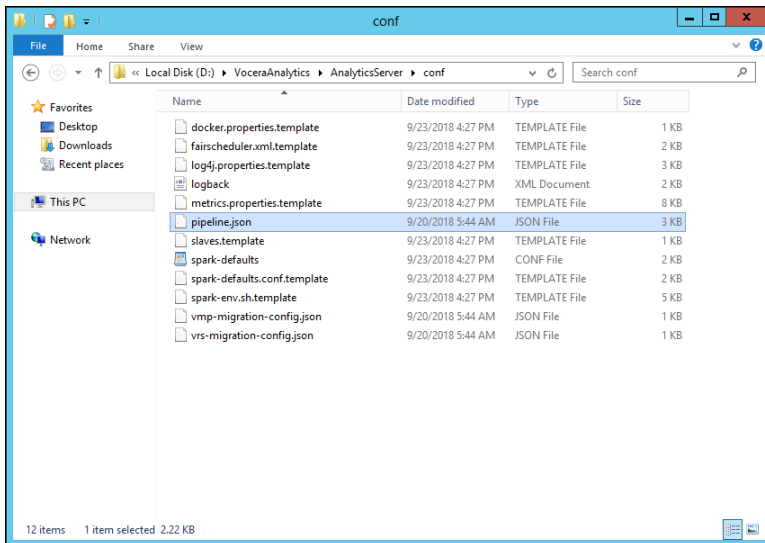 conf
File Home Share View
« Local Disk (D:) VoceraAnalytics AnalyticsServer conf Search conf
Favorites
Desktop
Downloads
Recent places
This PC
Network
Name Date modified Type Size
docker.properties.template 9/23/2018 4:27 PM TEMPLATE File 1 KB
fairscheduler.xml.template 9/23/2018 4:27 PM TEMPLATE File 2 KB
log4j.properties.template 9/23/2018 4:27 PM TEMPLATE File 3 KB
logback 9/23/2018 4:27 PM XML Document 2 KB
metrics.properties.template 9/23/2018 4:27 PM TEMPLATE File 8 KB
pipeline.json 9/20/2018 5:44 AM JSON File 3 KB
slaves.template 9/23/2018 4:27 PM TEMPLATE File 1 KB
spark-defaults 9/23/2018 4:27 PM CONF File 2 KB
spark-defaults.conf.template 9/23/2018 4:27 PM TEMPLATE File 2 KB
spark-env.sh.template 9/23/2018 4:27 PM TEMPLATE File 5 KB
vmp-migration-config.json 9/20/2018 5:44 AM JSON File 1 KB
vrs-migration-config.json 9/20/2018 5:44 AM JSON File 1 KB
12 items 1 item selected 2.22 KB